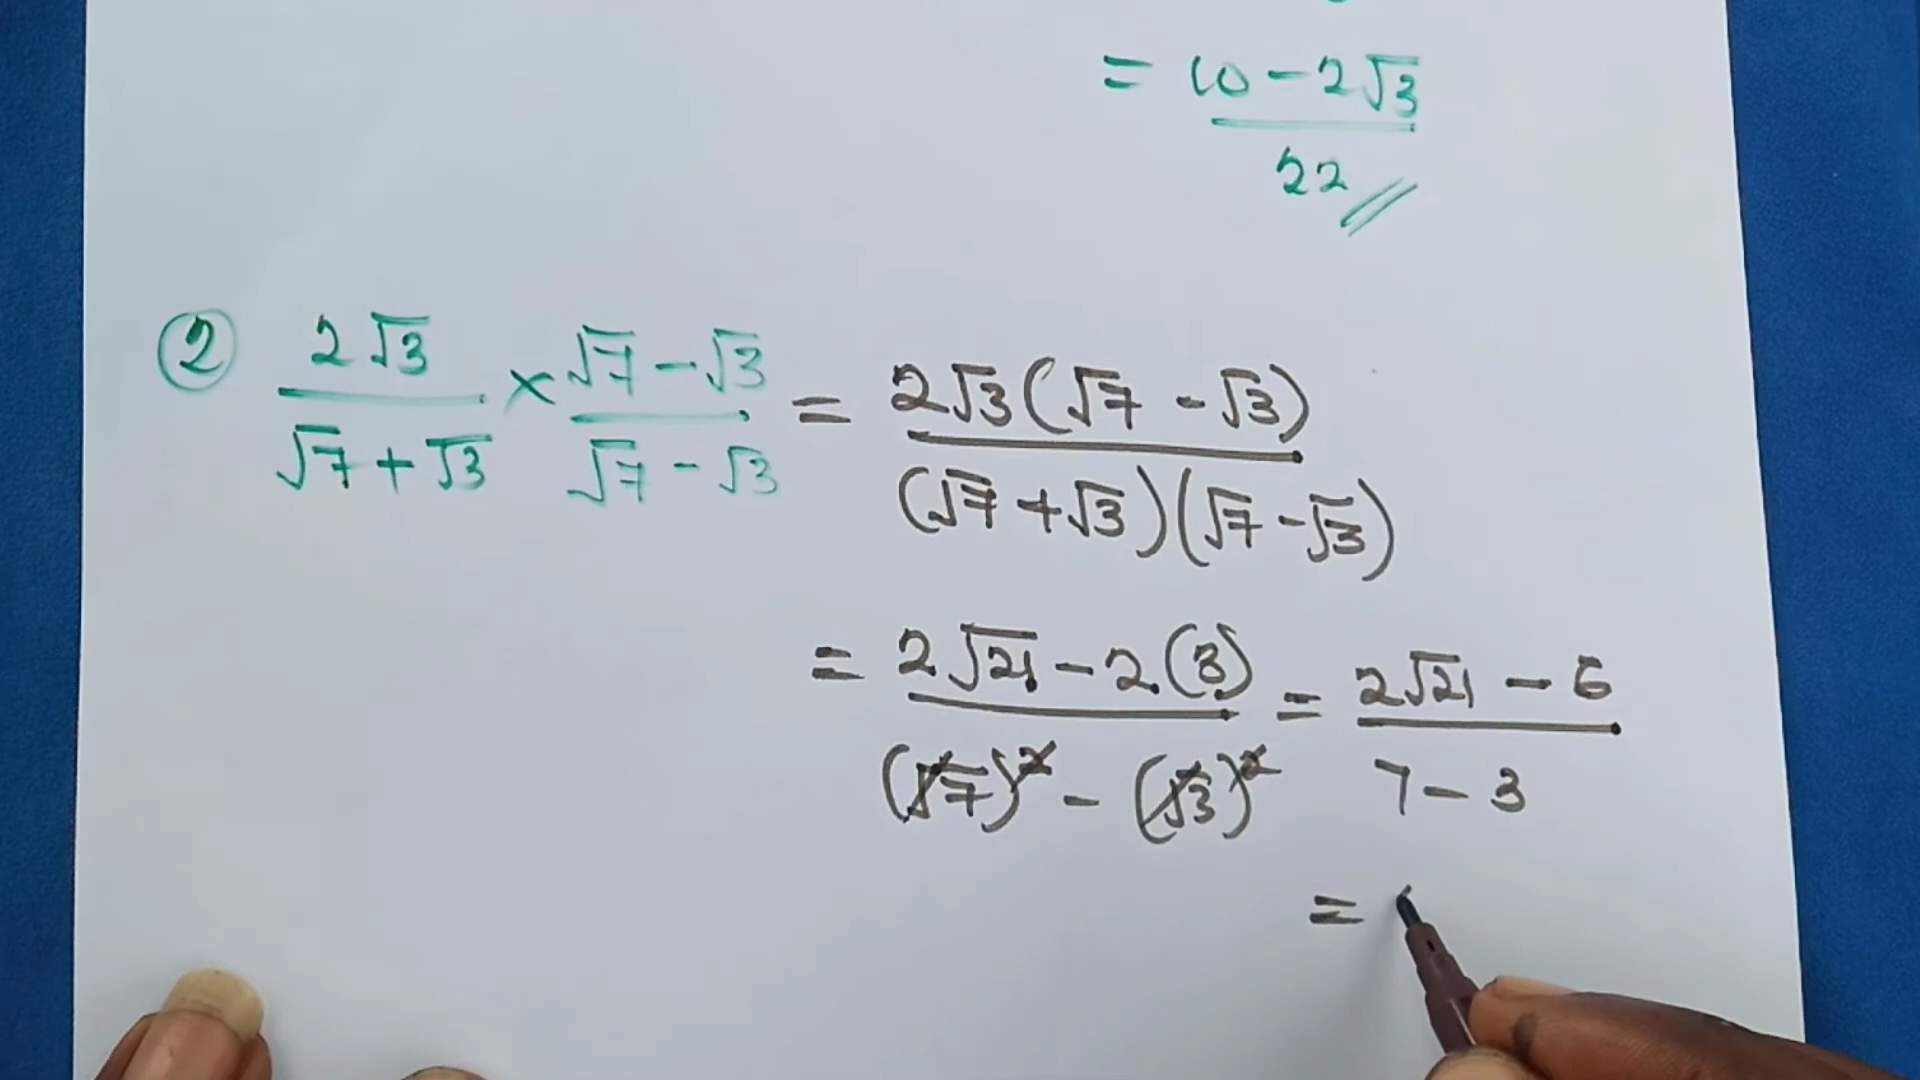 = 10 - 2√3
22 //
② 2√3 / √7 + √3 × √7 - √3 / √7 - √3 = 2√3(√7 - √3) / (√7 + √3)(√7 - √3)
= 2√21 - 2(3) / (√7)² - (√3)² = 2√21 - 6 / 7 - 3
=